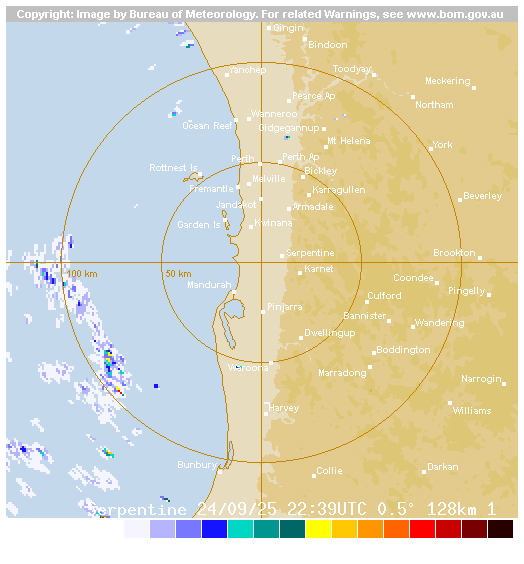 Copyright: Image by Bureau of Meteorology. For related Warnings, see www.bom.gov.au
Gingin
Bindoon
Yanchep
Toodyay
Meckering
Pearce Ap
Northam
Wanneroo
Ocean Reef
Gidgegannup
Mt Helena
York
Perth
Perth Ap
Rottnest Is
Bickley
Melville
Fremantle
Karragullen
Beverley
Jandakot
Armadale
Garden Is
Kwinana
Serpentine
Brookton
100 km
50 km
Karnet
Coondee
Mandurah
Pingelly
Culford
Pinjarra
Bannister
Wandering
Dwellingup
Boddington
Waroona
Marradong
Narrogin
Harvey
Williams
Bunbury
Collie
Darkan
Serpentine 24/09/25 22:39UTC 0.5° 128km 1